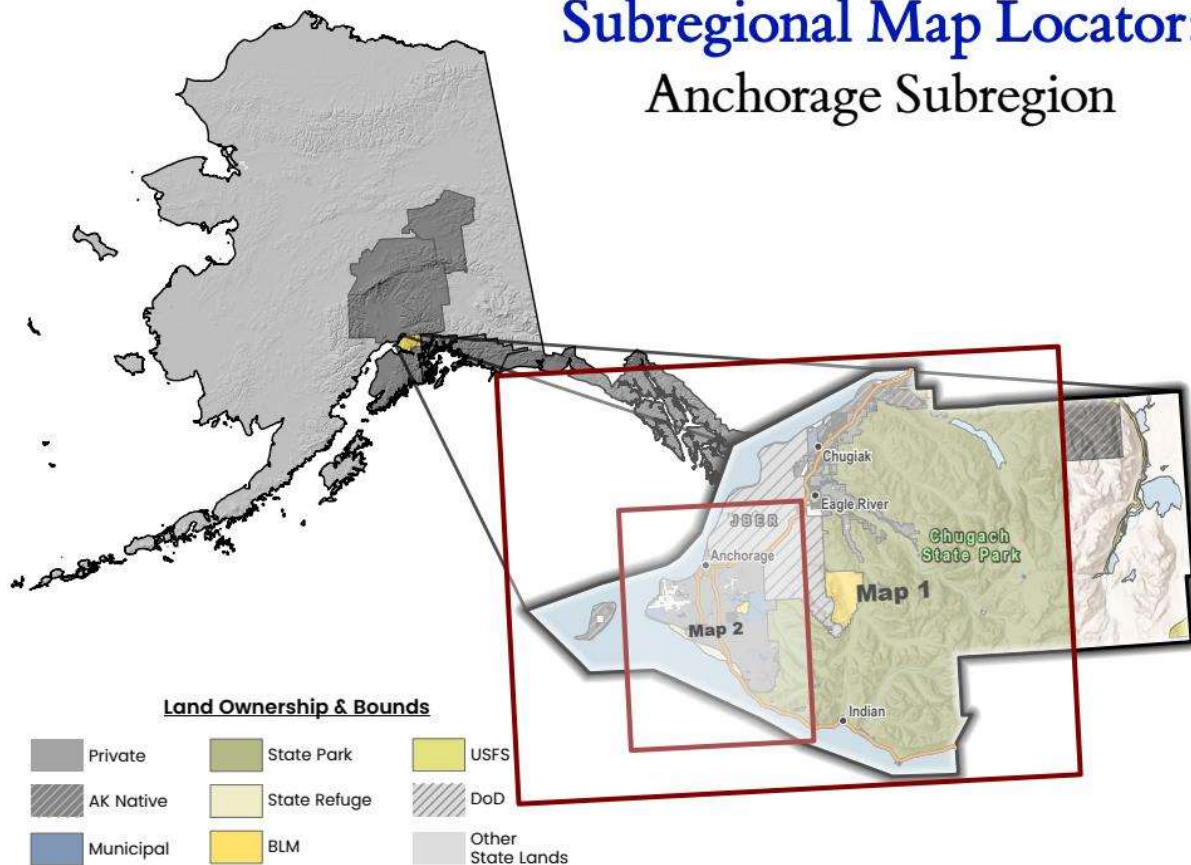 Subregional Map Locator:
Anchorage Subregion
Chugiak
Eagle River
JBER
Anchorage
Chugach
State Park
Map 1
Map 2
Indian
Land Ownership & Bounds
Private
State Park
USFS
AK Native
State Refuge
DoD
Municipal
BLM
Other
State Lands